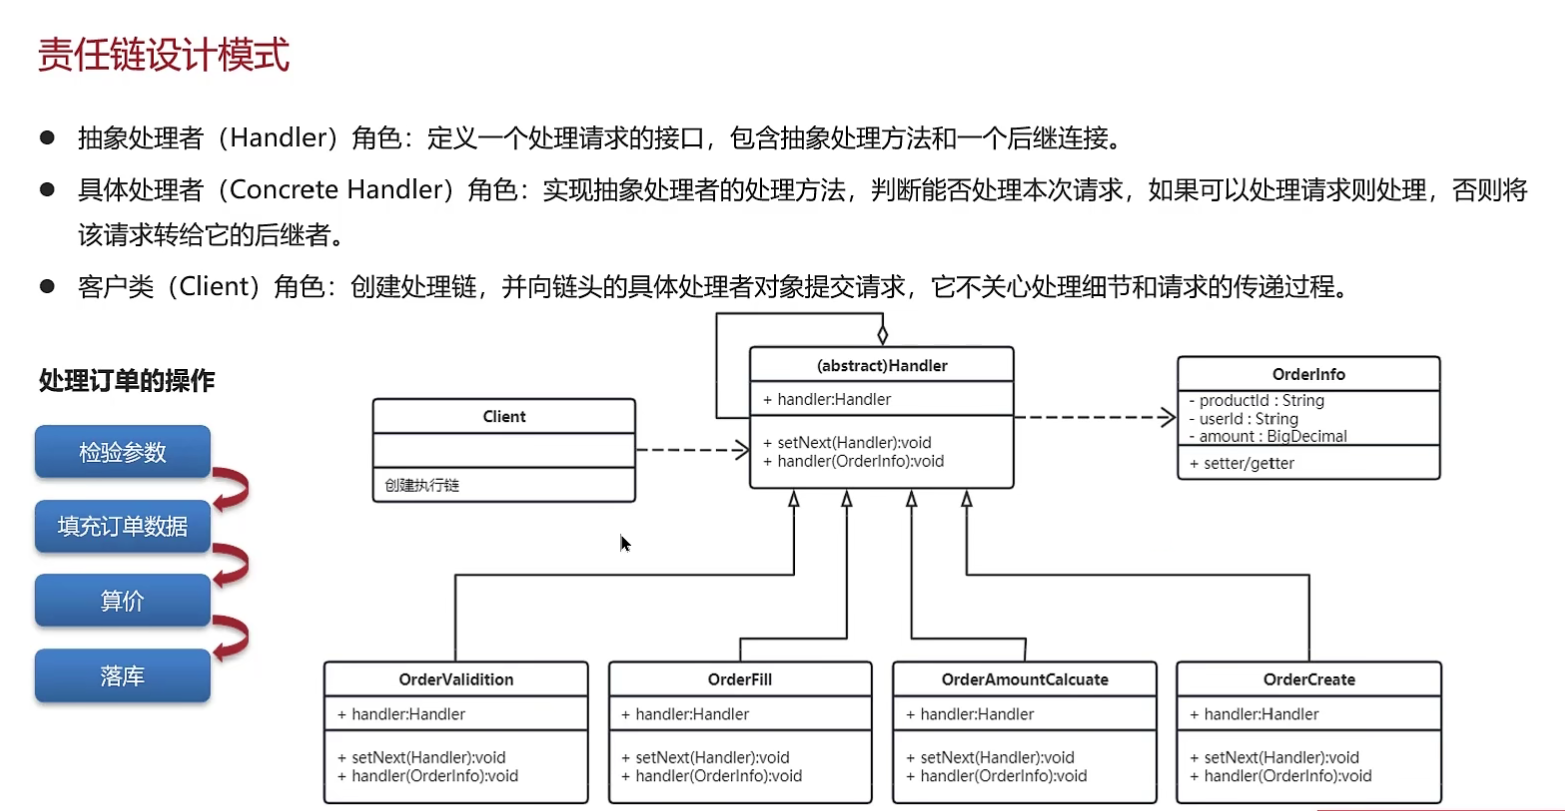 责任链设计模式
● 抽象处理者（Handler）角色：定义一个处理请求的接口，包含抽象处理方法和一个后继连接。
● 具体处理者（Concrete Handler）角色：实现抽象处理者的处理方法，判断能否处理本次请求，如果可以处理请求则处理，否则将
该请求转给它的后继者。
● 客户类（Client）角色：创建处理链，并向链头的具体处理者对象提交请求，它不关心处理细节和请求的传递过程。
处理订单的操作
检验参数
填充订单数据
算价
落库
Client
创建执行链
(abstract)Handler
+ handler:Handler
+ setNext(Handler):void
+ handler(OrderInfo):void
OrderInfo
- productId : String
- userId : String
- amount : BigDecimal
+ setter/getter
OrderValidition
+ handler:Handler
+ setNext(Handler):void
+ handler(OrderInfo):void
OrderFill
+ handler:Handler
+ setNext(Handler):void
+ handler(OrderInfo):void
OrderAmountCalcuate
+ handler:Handler
+ setNext(Handler):void
+ handler(OrderInfo):void
OrderCreate
+ handler:Handler
+ setNext(Handler):void
+ handler(OrderInfo):void